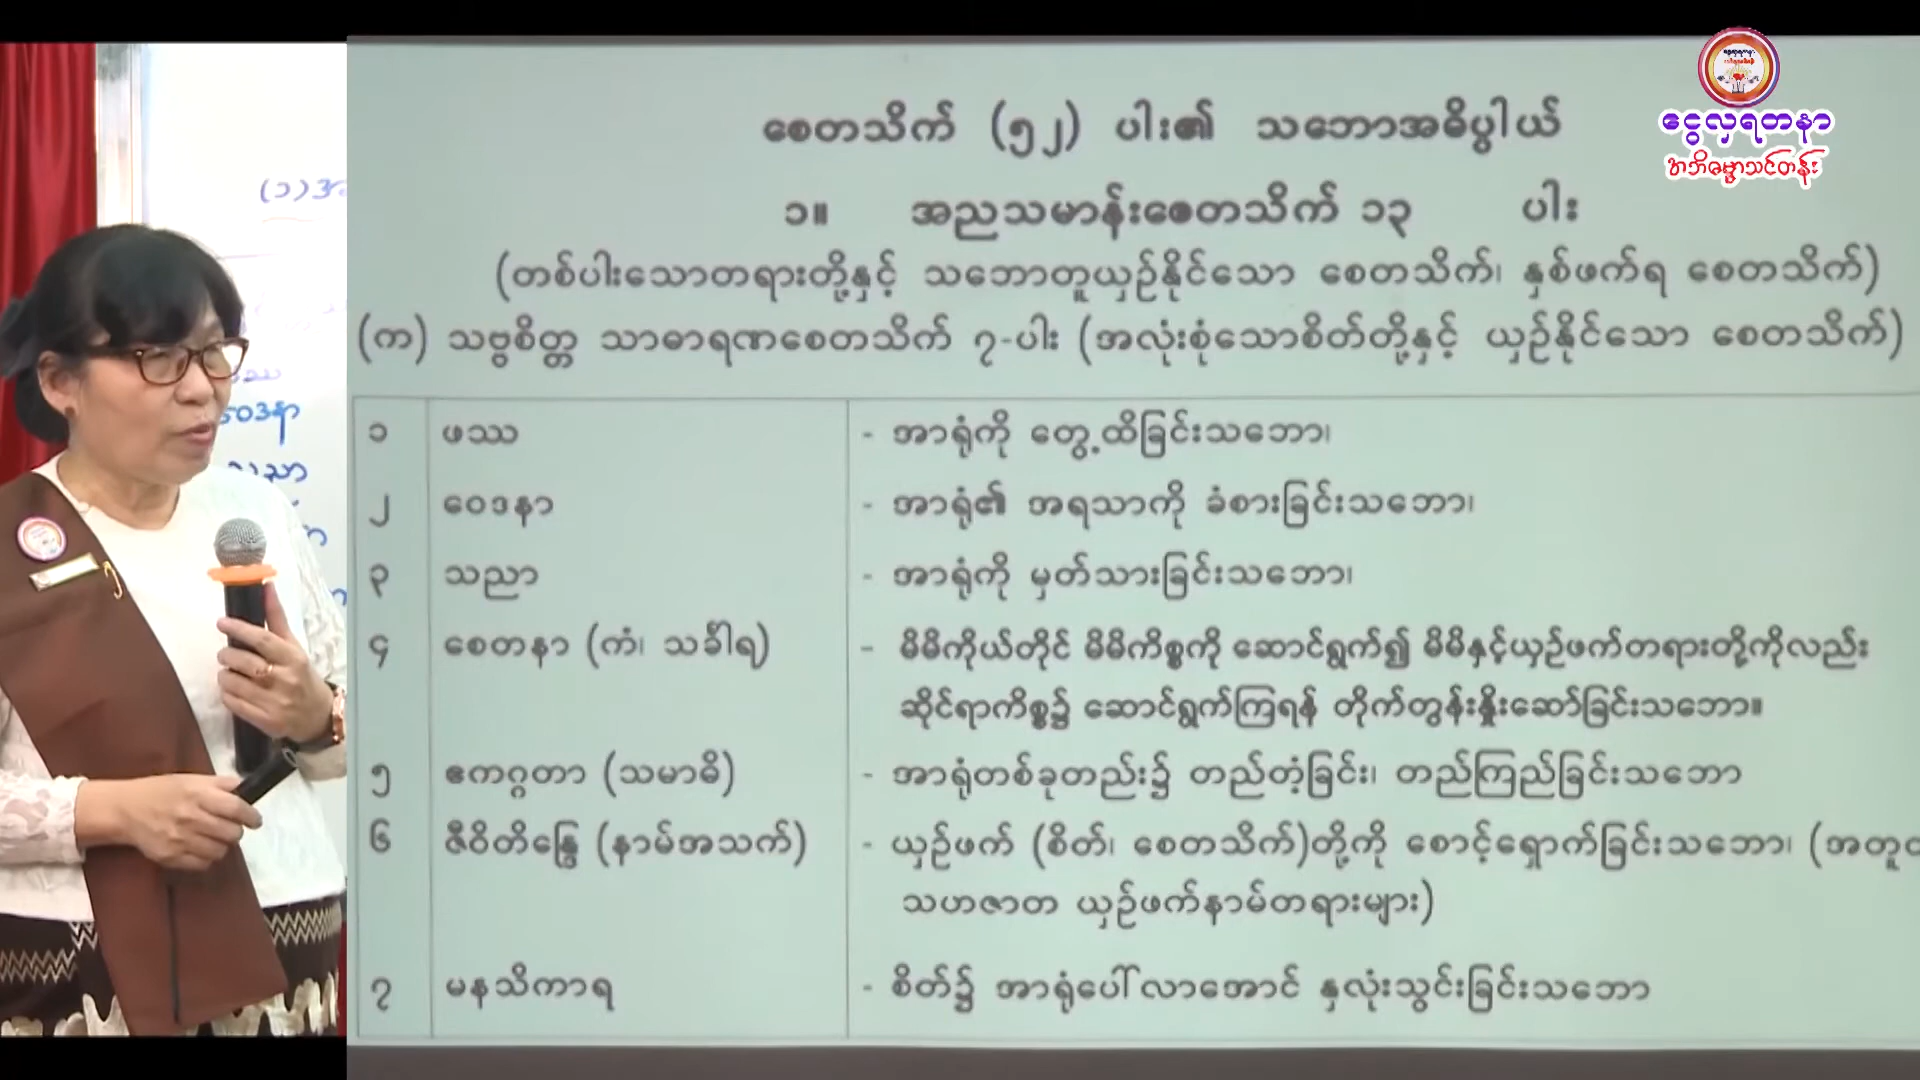 စေတသိက် (၅၂) ပါး၏ သဘောအဓိပ္ပါယ်
၁။ အညသမာန်းစေတသိက် ၁၃ ပါး
(တစ်ပါးသောတရားတို့နှင့် သဘောတူယှဉ်နိုင်သော စေတသိက်၊ နှစ်ဖက်ရ စေတသိက်)
(က) သဗ္ဗစိတ္တ သာဓာရဏစေတသိက် ၇-ပါး (အလုံးစုံသောစိတ်တို့နှင့် ယှဉ်နိုင်သော စေတသိက်)
၁ ဖဿ - အာရုံကို တွေ့ထိခြင်းသဘော၊
၂ ဝေဒနာ - အာရုံ၏ အရသာကို ခံစားခြင်းသဘော၊
၃ သညာ - အာရုံကို မှတ်သားခြင်းသဘော၊
၄ စေတနာ (ကံ၊ သင်္ခါရ) - မိမိကိုယ်တိုင် မိမိကိစ္စကို ဆောင်ရွက်၍ မိမိနှင့်ယှဉ်ဖက်တရားတို့ကိုလည်း
ဆိုင်ရာကိစ္စ၌ ဆောင်ရွက်ကြရန် တိုက်တွန်းနှိုးဆော်ခြင်းသဘော။
၅ ဧကဂ္ဂတာ (သမာဓိ) - အာရုံတစ်ခုတည်း၌ တည်တံ့ခြင်း၊ တည်ကြည်ခြင်းသဘော
၆ ဇီဝိတိန္ဒြေ (နာမ်အသက်) - ယှဉ်ဖက် (စိတ်၊ စေတသိက်)တို့ကို စောင့်ရှောက်ခြင်းသဘော၊
သဟဇာတ ယှဉ်ဖက်နာမ်တရားများ)
၇ မနသိကာရ - စိတ်၌ အာရုံပေါ်လာအောင် နှလုံးသွင်းခြင်းသဘော
ငွေလှရတနာ
အဘိဓမ္မာသင်တန်း
ဝေဒနာ
သညာ